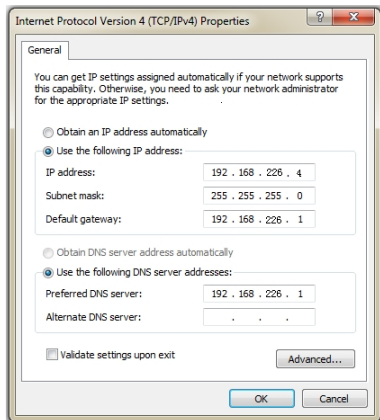 Internet Protocol Version 4 (TCP/IPv4) Properties
General
You can get IP settings assigned automatically if your network supports
this capability. Otherwise, you need to ask your network administrator
for the appropriate IP settings.
Obtain an IP address automatically
Use the following IP address:
IP address: 192 . 168 . 226 . 4
Subnet mask: 255 . 255 . 255 . 0
Default gateway: 192 . 168 . 226 . 1
Obtain DNS server address automatically
Use the following DNS server addresses:
Preferred DNS server: 192 . 168 . 226 . 1
Alternate DNS server: . . .
Validate settings upon exit
Advanced...
OK Cancel